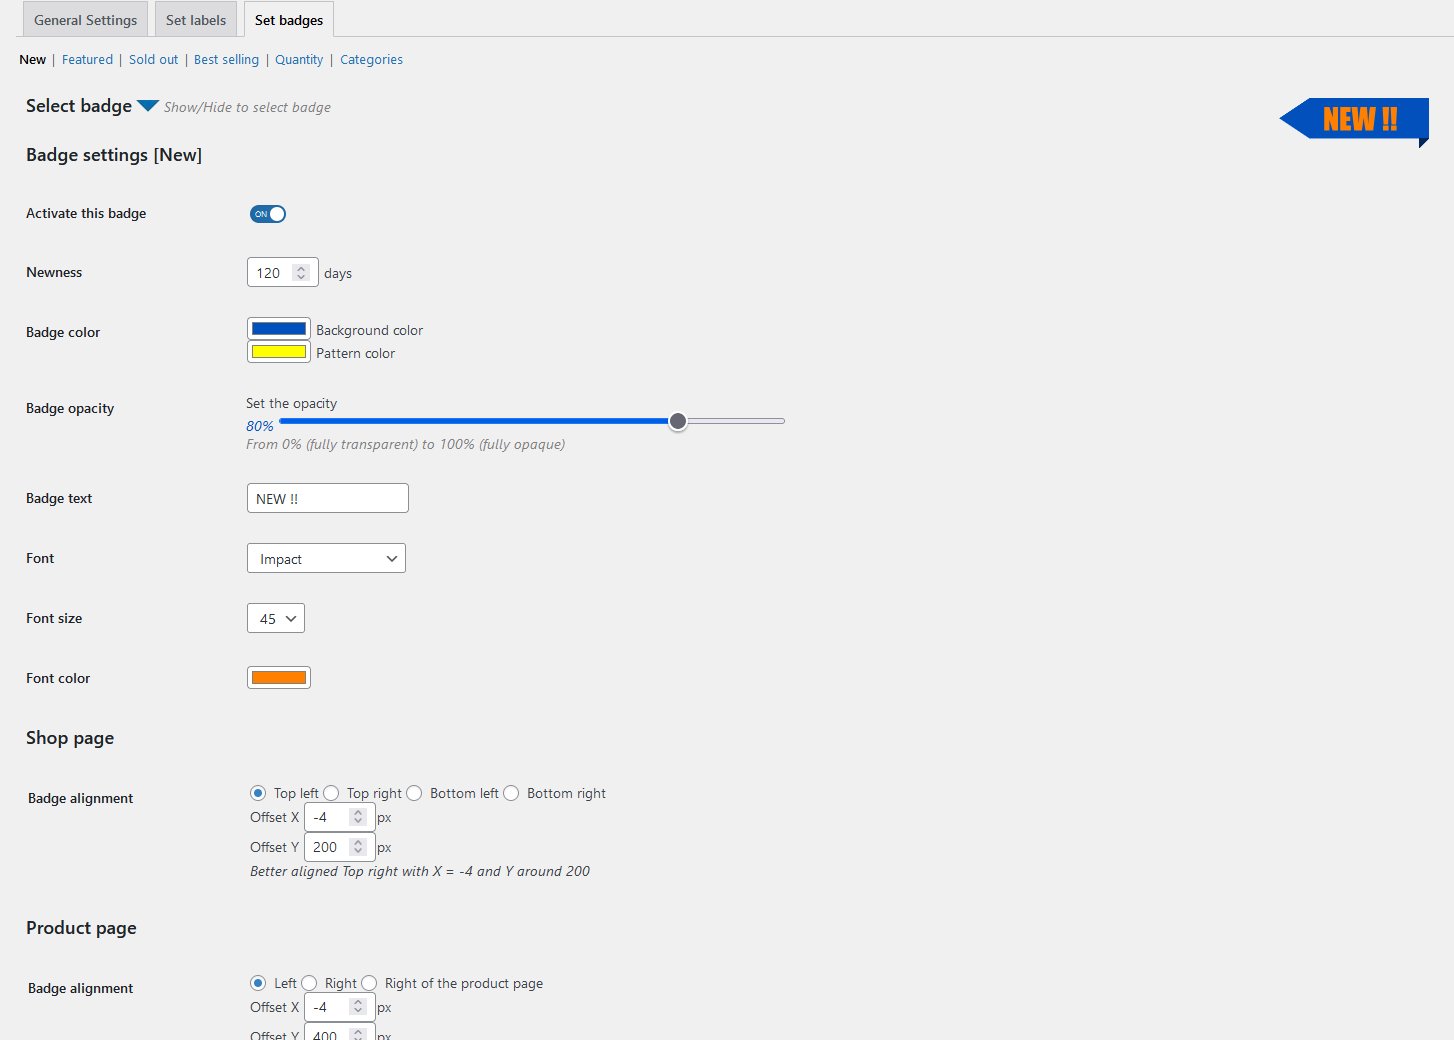 General Settings Set labels Set badges
New | Featured | Sold out | Best selling | Quantity | Categories
Select badge Show/Hide to select badge
NEW !!
Badge settings [New]
Activate this badge ON
Newness 120 days
Badge color Background color
Pattern color
Badge opacity Set the opacity
80%
From 0% (fully transparent) to 100% (fully opaque)
Badge text NEW !!
Font Impact
Font size 45
Font color
Shop page
Badge alignment Top left Top right Bottom left Bottom right
Offset X -4 px
Offset Y 200 px
Better aligned Top right with X = -4 and Y around 200
Product page
Badge alignment Left Right Right of the product page
Offset X -4 px
Offset Y 400 px